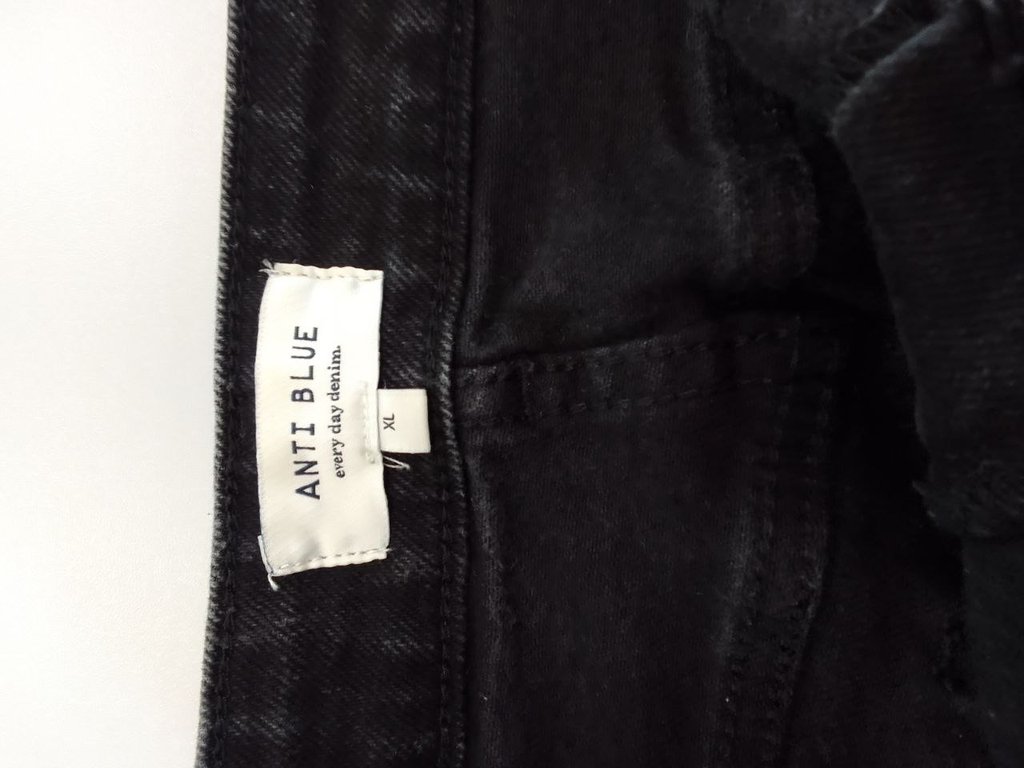 ANTI BLUE
every day denim.
XL